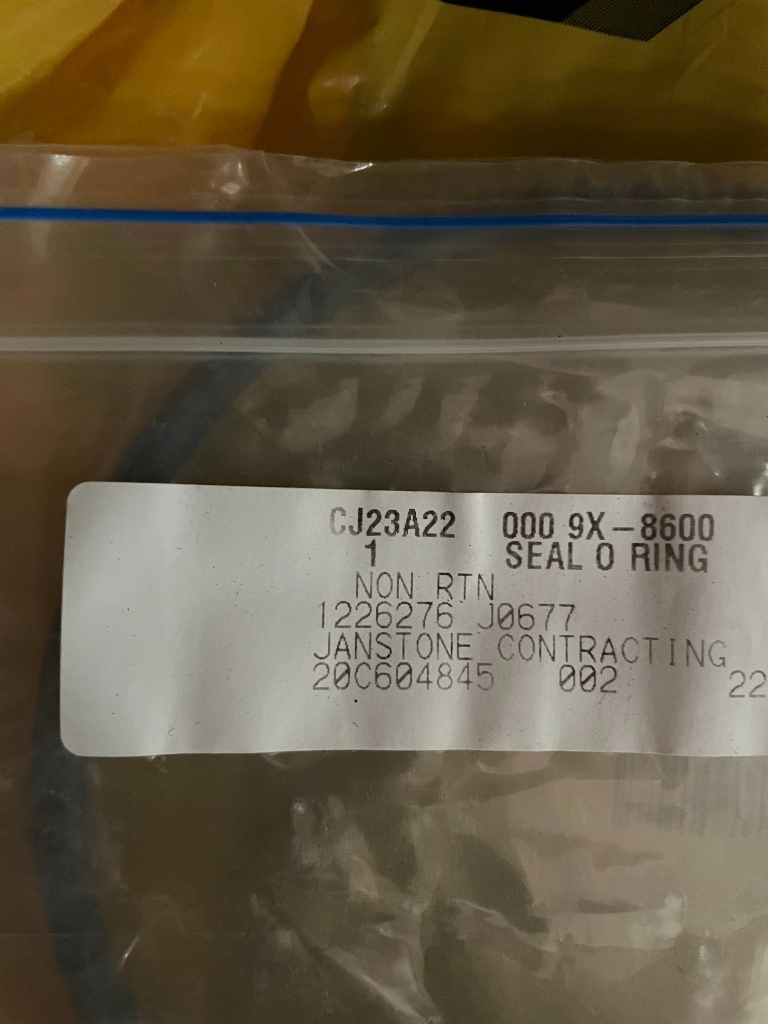 CJ23A22 000 9X-8600
1 SEAL O RING
NON RTN
1226276 J0677
JANSTONE CONTRACTING
20C604845 002 22